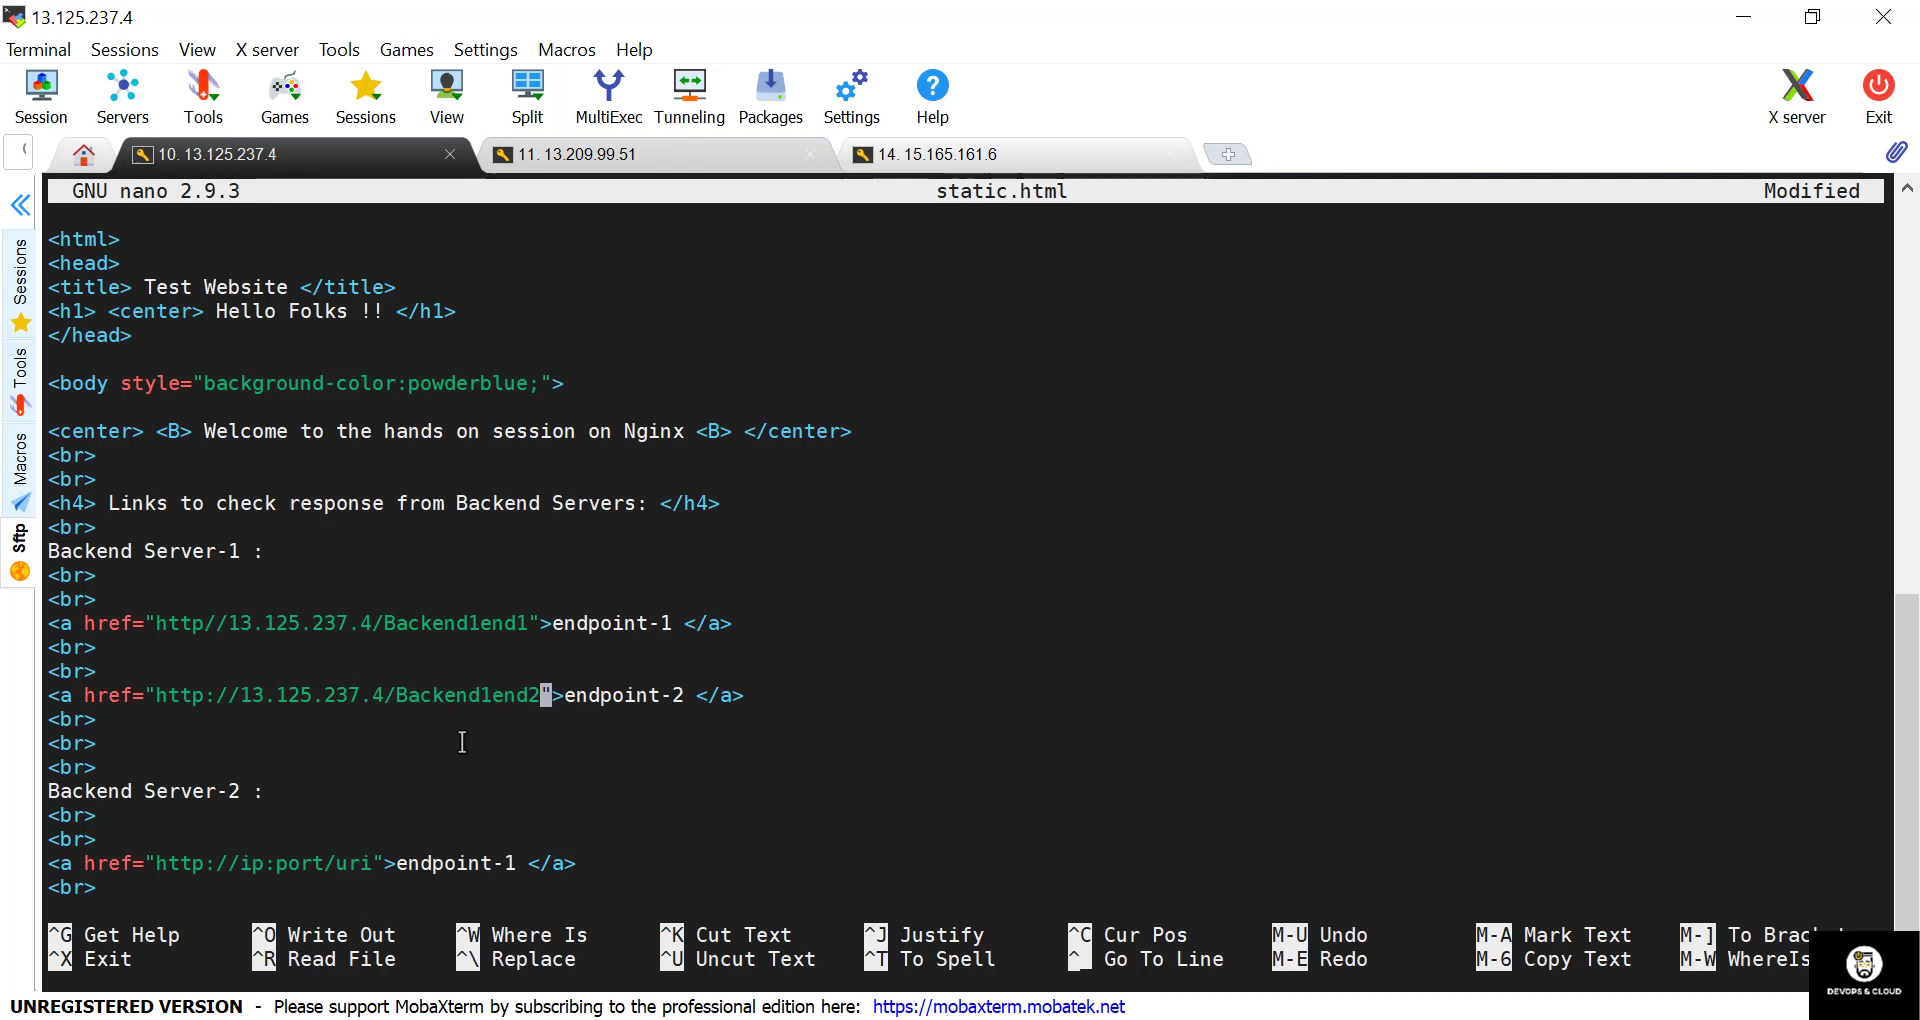 13.125.237.4
Terminal Sessions View X server Tools Games Settings Macros Help
Session Servers Tools Games Sessions View Split MultiExec Tunneling Packages Settings Help X server Exit
10. 13.125.237.4 11. 13.209.99.51 14. 15.165.161.6
GNU nano 2.9.3 static.html Modified
Sessions
Tools
Macros
Sftp
<html>
<head>
<title> Test Website </title>
<h1> <center> Hello Folks !! </h1>
</head>
<body style="background-color:powderblue;">
<center> <B> Welcome to the hands on session on Nginx <B> </center>
<br>
<br>
<h4> Links to check response from Backend Servers: </h4>
<br>
Backend Server-1 :
<br>
<br>
<a href="http//13.125.237.4/Backend1end1">endpoint-1 </a>
<br>
<br>
<a href="http://13.125.237.4/Backend1end2">endpoint-2 </a>
<br>
<br>
<br>
Backend Server-2 :
<br>
<br>
<a href="http://ip:port/uri">endpoint-1 </a>
<br>
^G Get Help ^O Write Out ^W Where Is ^K Cut Text ^J Justify ^C Cur Pos M-U Undo M-A Mark Text M-] To Brac
^X Exit ^R Read File ^\ Replace ^U Uncut Text ^T To Spell ^_ Go To Line M-E Redo M-6 Copy Text M-W WhereIs
DEVOPS & CLOUD
UNREGISTERED VERSION - Please support MobaXterm by subscribing to the professional edition here: https://mobaxterm.mobatek.net